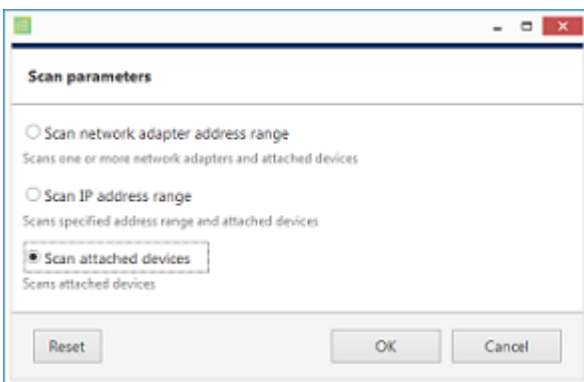 Scan parameters
Scan network adapter address range
Scans one or more network adapters and attached devices
Scan IP address range
Scans specified address range and attached devices
Scan attached devices
Scans attached devices
Reset OK Cancel